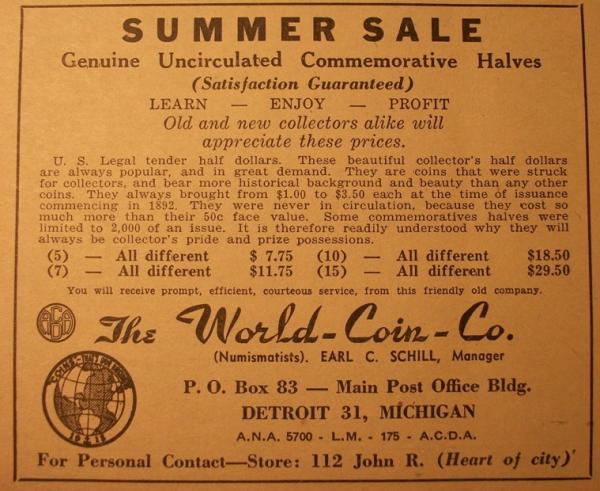 SUMMER SALE
Genuine Uncirculated Commemorative Halves
(Satisfaction Guaranteed)
LEARN — ENJOY — PROFIT
Old and new collectors alike will
appreciate these prices.
U. S. Legal tender half dollars. These beautiful collector's half dollars
are always popular, and in great demand. They are coins that were struck
for collectors, and bear more historical background and beauty than any other
coins. They always brought from $1.00 to $3.50 each at the time of issuance
commencing in 1892. They were never in circulation, because they cost so
much more than their 50c face value. Some commemoratives halves were
limited to 2,000 of an issue. It is therefore readily understood why they will
always be collector's pride and prize possessions.
(5) — All different $ 7.75 (10) — All different $18.50
(7) — All different $11.75 (15) — All different $29.50
You will receive prompt, efficient, courteous service, from this friendly old company.
The World-Coin-Co.
(Numismatists). EARL C. SCHILL, Manager
P. O. Box 83 — Main Post Office Bldg.
DETROIT 31, MICHIGAN
A.N.A. 5700 - L.M. - 175 - A.C.D.A.
For Personal Contact—Store: 112 John R. (Heart of city)